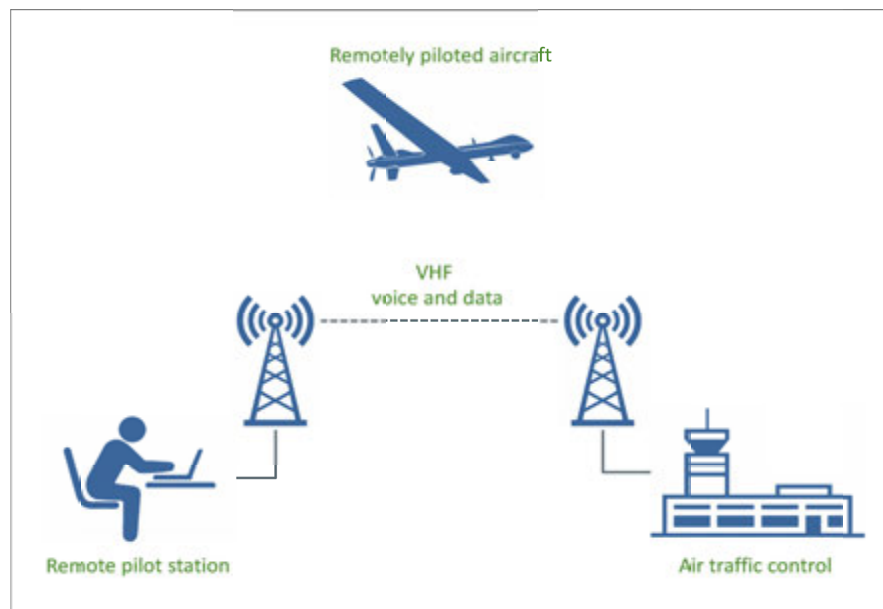 Remotely piloted aircraft
VHF
voice and data
Remote pilot station
Air traffic control